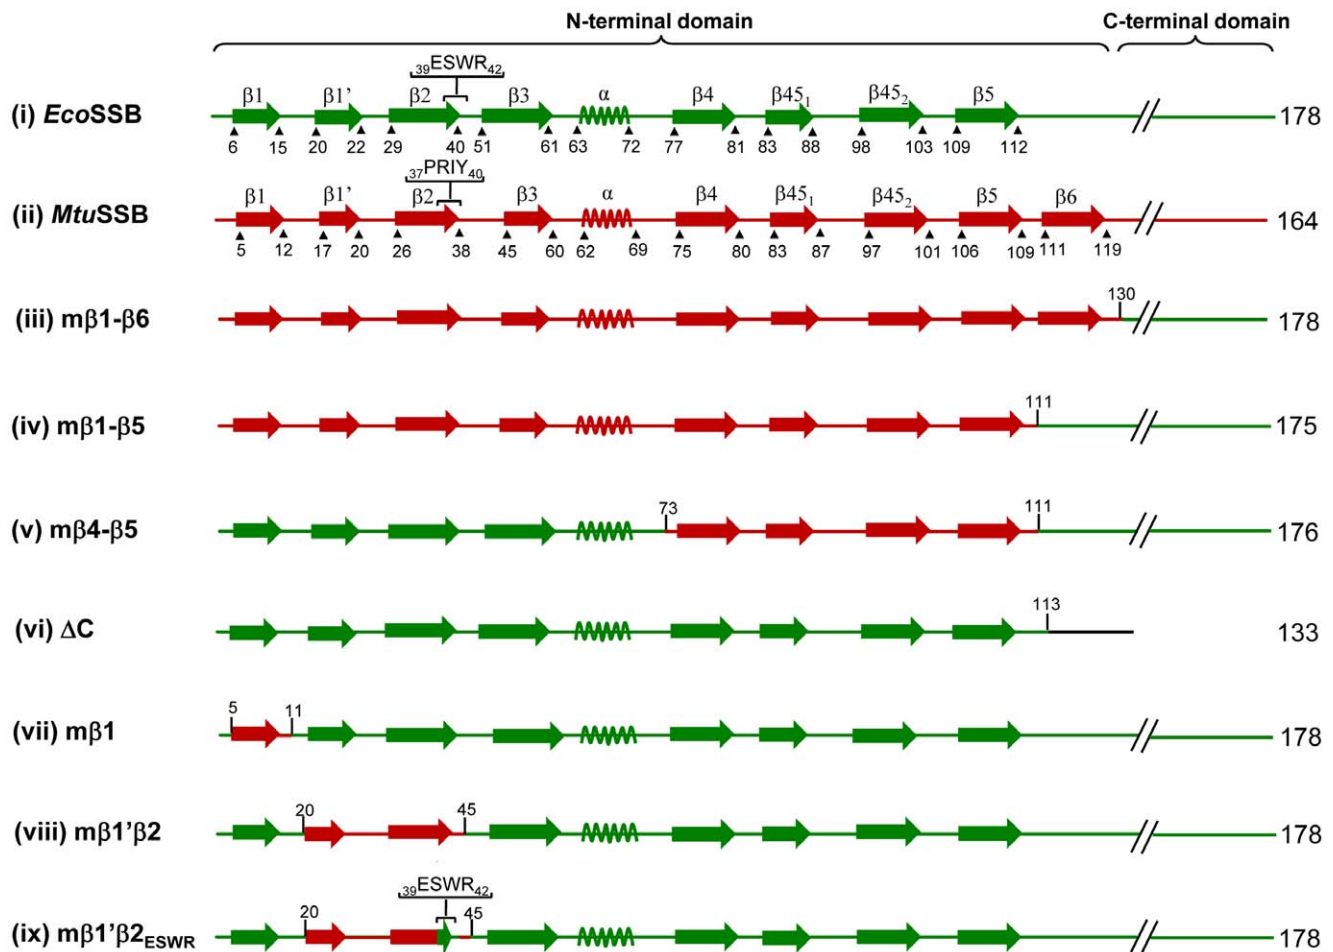 N-terminal domain C-terminal domain
39ESWR42
β1 β1' β2 β3 α β4 β451 β452 β5
(i) EcoSSB 178
6 15 20 22 29 40 51 61 63 72 77 81 83 88 98 103 109 112
37PRIY40
β1 β1' β2 β3 α β4 β451 β452 β5 β6
(ii) MtuSSB 164
5 12 17 20 26 38 45 60 62 69 75 80 83 87 97 101 106 109 111 119
130
(iii) mβ1-β6 178
111
(iv) mβ1-β5 175
73 111
(v) mβ4-β5 176
113
(vi) ΔC 133
5 11
(vii) mβ1 178
20 45
(viii) mβ1'β2 178
39ESWR42
20 45
(ix) mβ1'β2ESWR 178